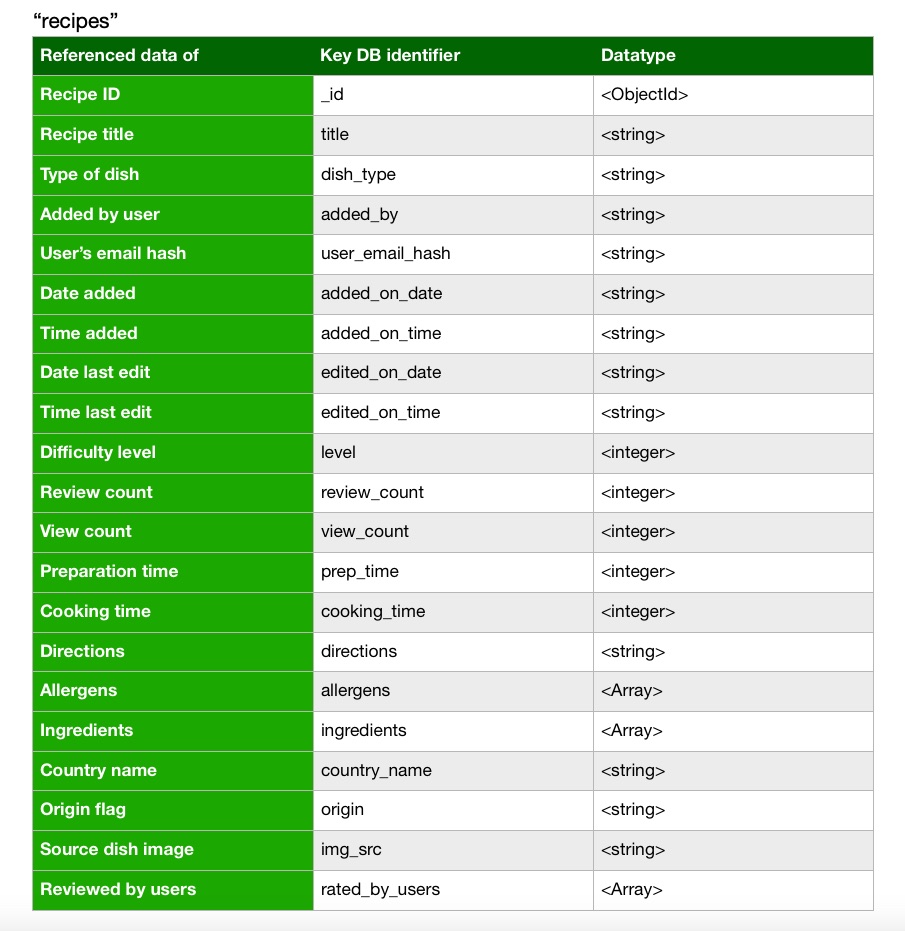 “recipes”
Referenced data of Key DB identifier Datatype
Recipe ID _id <ObjectId>
Recipe title title <string>
Type of dish dish_type <string>
Added by user added_by <string>
User’s email hash user_email_hash <string>
Date added added_on_date <string>
Time added added_on_time <string>
Date last edit edited_on_date <string>
Time last edit edited_on_time <string>
Difficulty level level <integer>
Review count review_count <integer>
View count view_count <integer>
Preparation time prep_time <integer>
Cooking time cooking_time <integer>
Directions directions <string>
Allergens allergens <Array>
Ingredients ingredients <Array>
Country name country_name <string>
Origin flag origin <string>
Source dish image img_src <string>
Reviewed by users rated_by_users <Array>